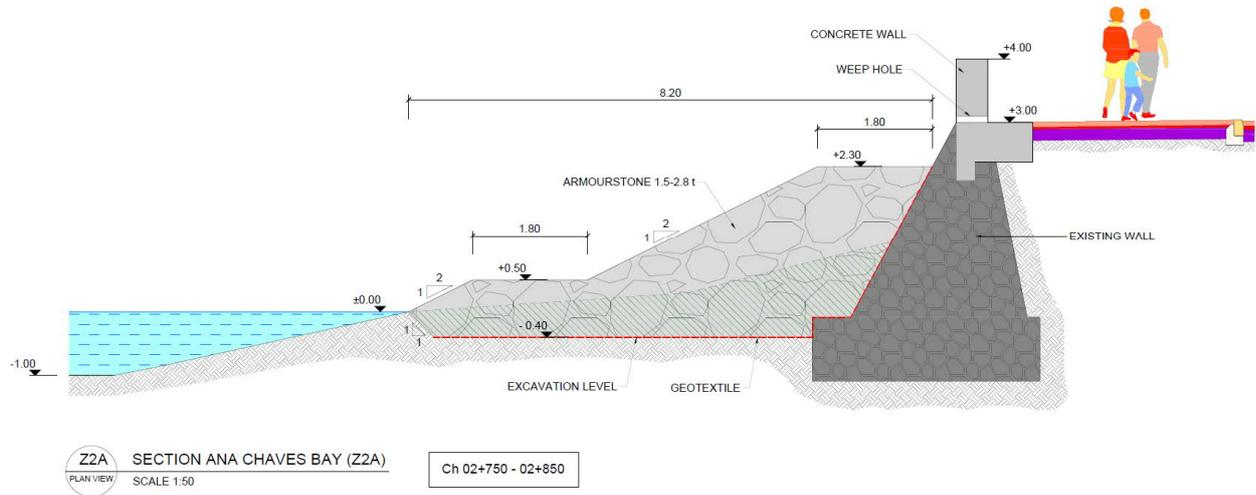 CONCRETE WALL
+4.00
WEEP HOLE
8.20
+3.00
1.80
+2.30
ARMOURSTONE 1.5-2.8 t
2
1
1.80
EXISTING WALL
+0.50
2
1
±0.00
- 0.40
1
1
-1.00
EXCAVATION LEVEL
GEOTEXTILE
Z2A
PLAN VIEW
SECTION ANA CHAVES BAY (Z2A)
SCALE 1:50
Ch 02+750 - 02+850